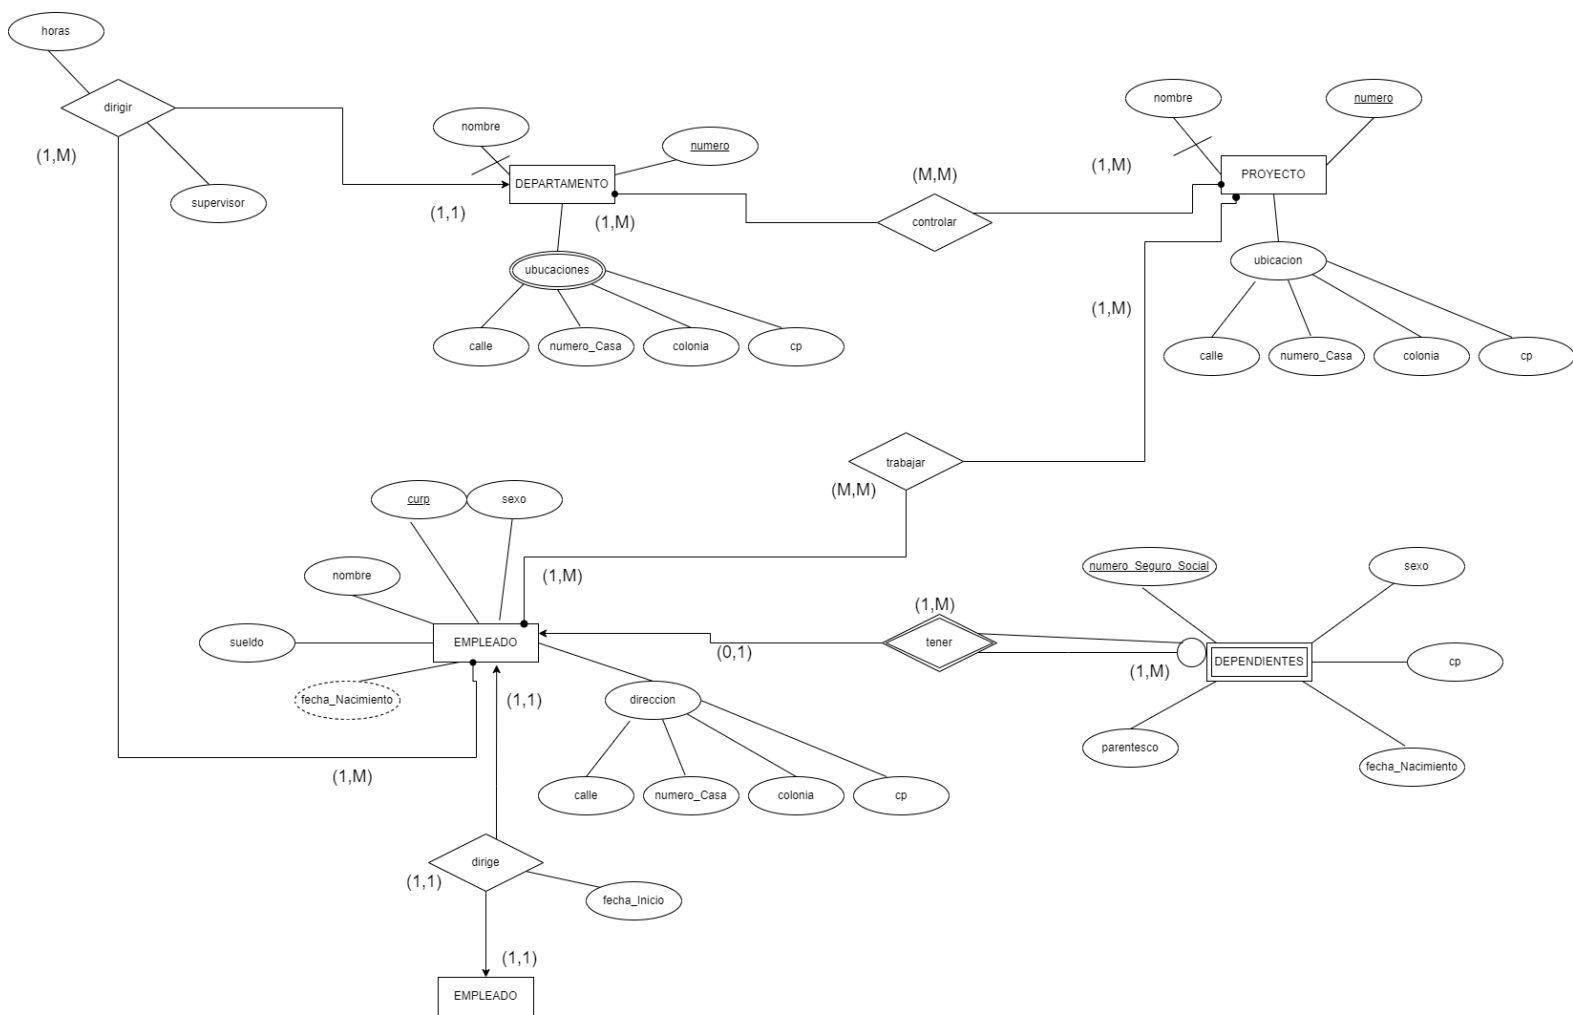 horas
dirigir
(1,M)
supervisor
nombre
numero
DEPARTAMENTO
(1,1)
(1,M)
ubucaciones
calle
numero_Casa
colonia
cp
(M,M)
controlar
nombre
numero
(1,M)
PROYECTO
ubicacion
(1,M)
calle
numero_Casa
colonia
cp
trabajar
(M,M)
curp
sexo
nombre
(1,M)
sueldo
EMPLEADO
fecha_Nacimiento
(1,1)
direccion
(1,M)
calle
numero_Casa
colonia
cp
(1,M)
tener
(0,1)
(1,M)
numero_Seguro_Social
sexo
DEPENDIENTES
cp
parentesco
fecha_Nacimiento
dirige
(1,1)
fecha_Inicio
(1,1)
EMPLEADO